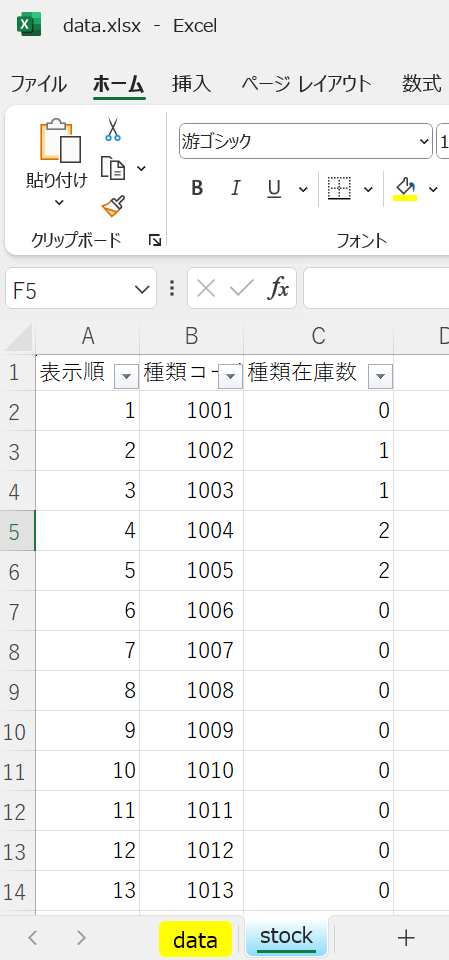 data.xlsx - Excel
ファイル ホーム 挿入 ページ レイアウト 数式
貼り付け
クリップボード
游ゴシック
B I U
フォント
F5
fx
A B C
1 表示順 種類コー 種類在庫数
2 1 1001 0
3 2 1002 1
4 3 1003 1
5 4 1004 2
6 5 1005 2
7 6 1006 0
8 7 1007 0
9 8 1008 0
10 9 1009 0
11 10 1010 0
12 11 1011 0
13 12 1012 0
14 13 1013 0
data stock